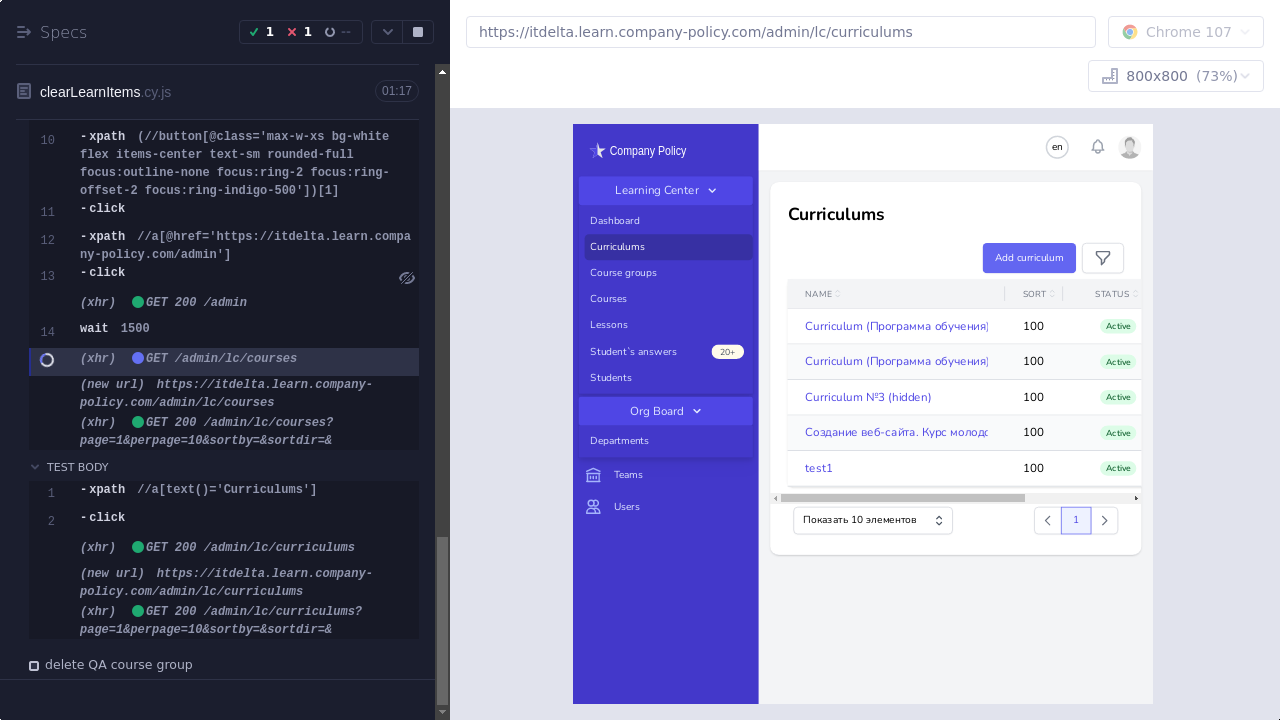 Specs
1
1
--
https://itdelta.learn.company-policy.com/admin/lc/curriculums
Chrome 107
800x800 (73%)
clearLearnItems.cy.js
01:17
10 -xpath (//button[@class='max-w-xs bg-white
flex items-center text-sm rounded-full
focus:outline-none focus:ring-2 focus:ring-
offset-2 focus:ring-indigo-500'])[1]
11 -click
12 -xpath //a[@href='https://itdelta.learn.compa
ny-policy.com/admin']
13 -click
(xhr) GET 200 /admin
14 wait 1500
(xhr) GET /admin/lc/courses
(new url) https://itdelta.learn.company-
policy.com/admin/lc/courses
(xhr) GET 200 /admin/lc/courses?
page=1&perpage=10&sortby=&sortdir=&
TEST BODY
1 -xpath //a[text()='Curriculums']
2 -click
(xhr) GET 200 /admin/lc/curriculums
(new url) https://itdelta.learn.company-
policy.com/admin/lc/curriculums
(xhr) GET 200 /admin/lc/curriculums?
page=1&perpage=10&sortby=&sortdir=&
delete QA course group
Company Policy
Learning Center
Dashboard
Curriculums
Course groups
Courses
Lessons
Student`s answers 20+
Students
Org Board
Departments
Teams
Users
en
Curriculums
Add curriculum
NAME SORT STATUS
Curriculum (Программа обучения) 100 Active
Curriculum (Программа обучения) 100 Active
Curriculum №3 (hidden) 100 Active
Создание веб-сайта. Курс молодо 100 Active
test1 100 Active
Показать 10 элементов
1